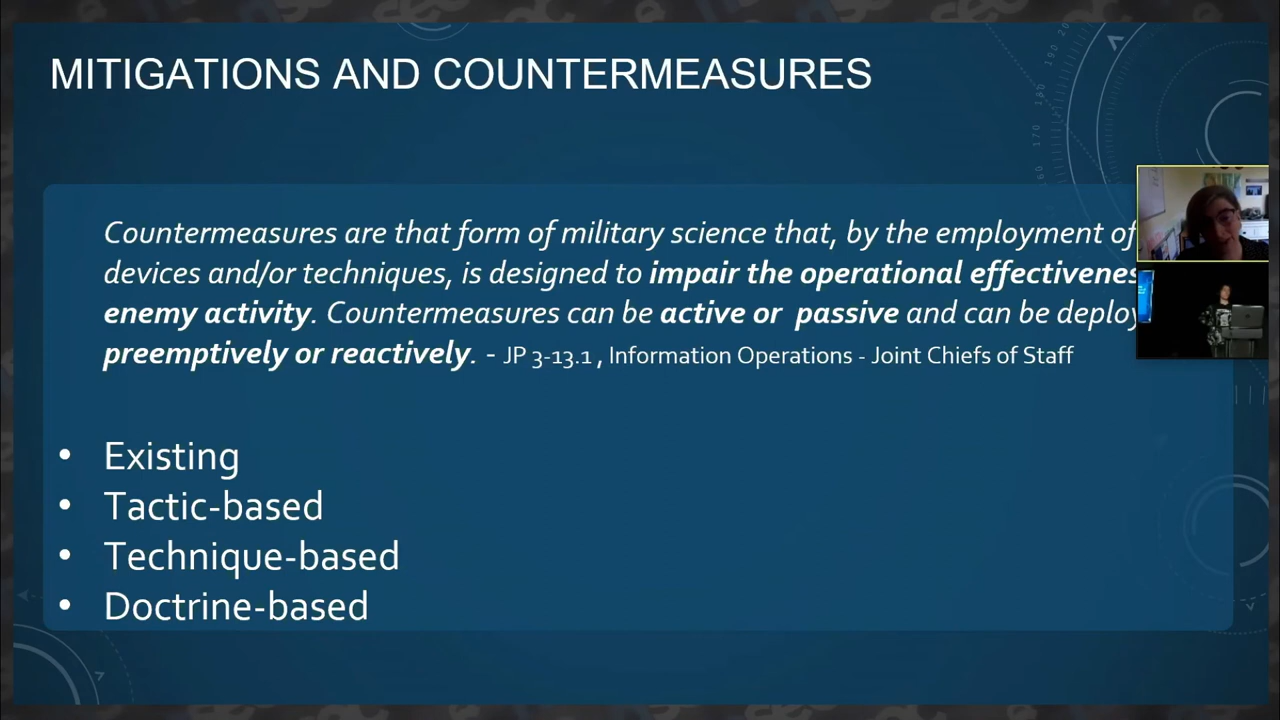 MITIGATIONS AND COUNTERMEASURES
Countermeasures are that form of military science that, by the employment of
devices and/or techniques, is designed to impair the operational
enemy activity. Countermeasures can be active or passive and can be
preemptively or reactively. - JP 3-13.1 , Information Operations - Joint Chiefs of Staff
• Existing
• Tactic-based
• Technique-based
• Doctrine-based